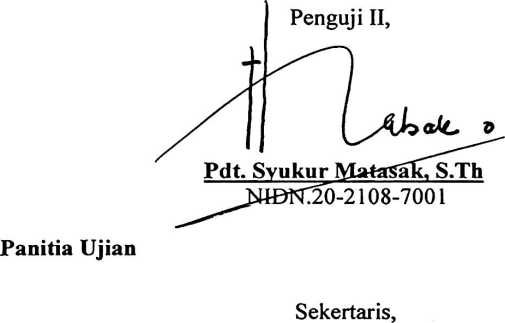 Penguji II,
Pdt. Syukur Matasak, S.Th
NIDN.20-2108-7001
Panitia Ujian
Sekertaris,